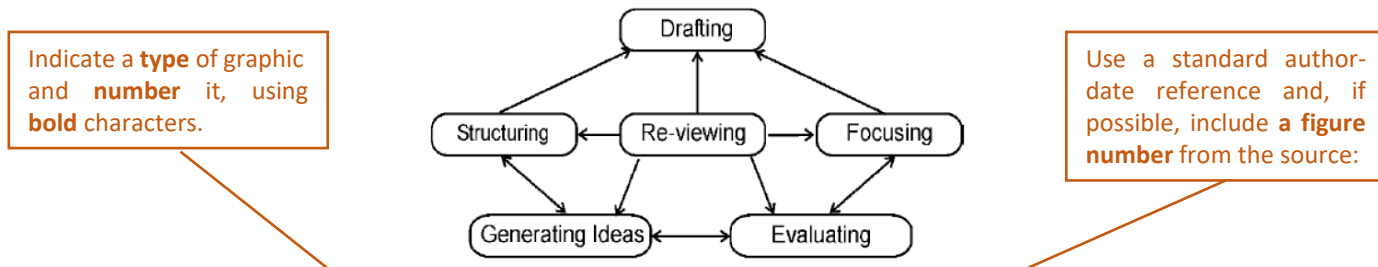 Indicate a type of graphic
and number it, using
bold characters.
Drafting
Structuring
Re-viewing
Focusing
Generating Ideas
Evaluating
Use a standard author-
date reference and, if
possible, include a figure
number from the source: